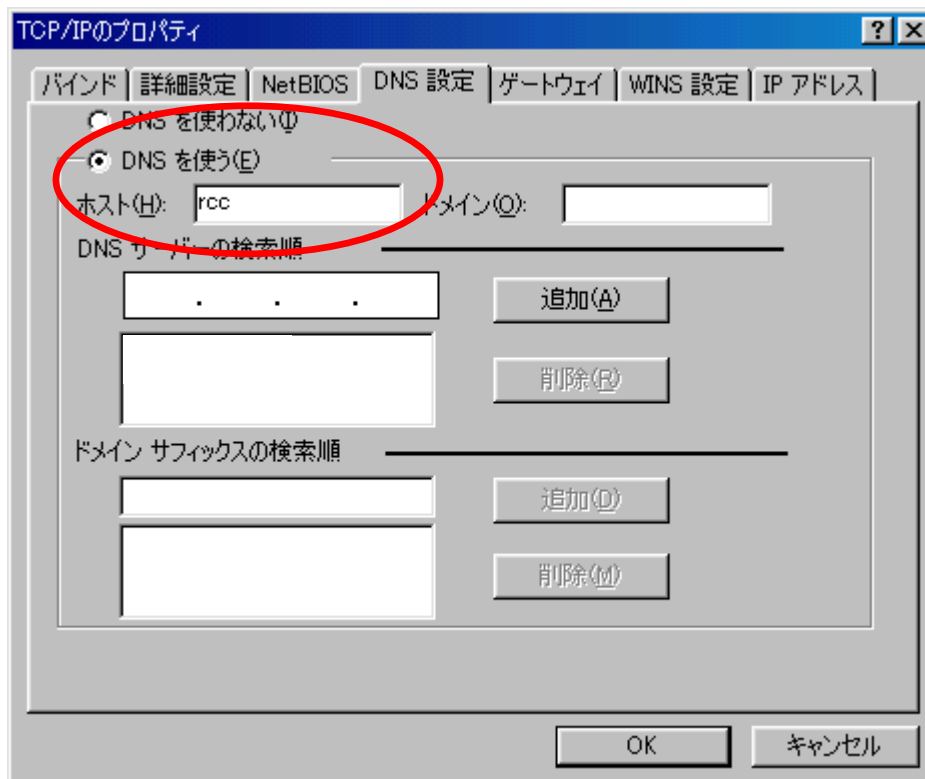 TCP/IPのプロパティ
バインド 詳細設定 NetBIOS DNS 設定 ゲートウェイ WINS 設定 IP アドレス
DNS を使わない(I)
DNS を使う(E)
ホスト(H): rcc ドメイン(O):
DNS サーバーの検索順
. . .
追加(A)
削除(R)
ドメイン サフィックスの検索順
追加(D)
削除(M)
OK キャンセル